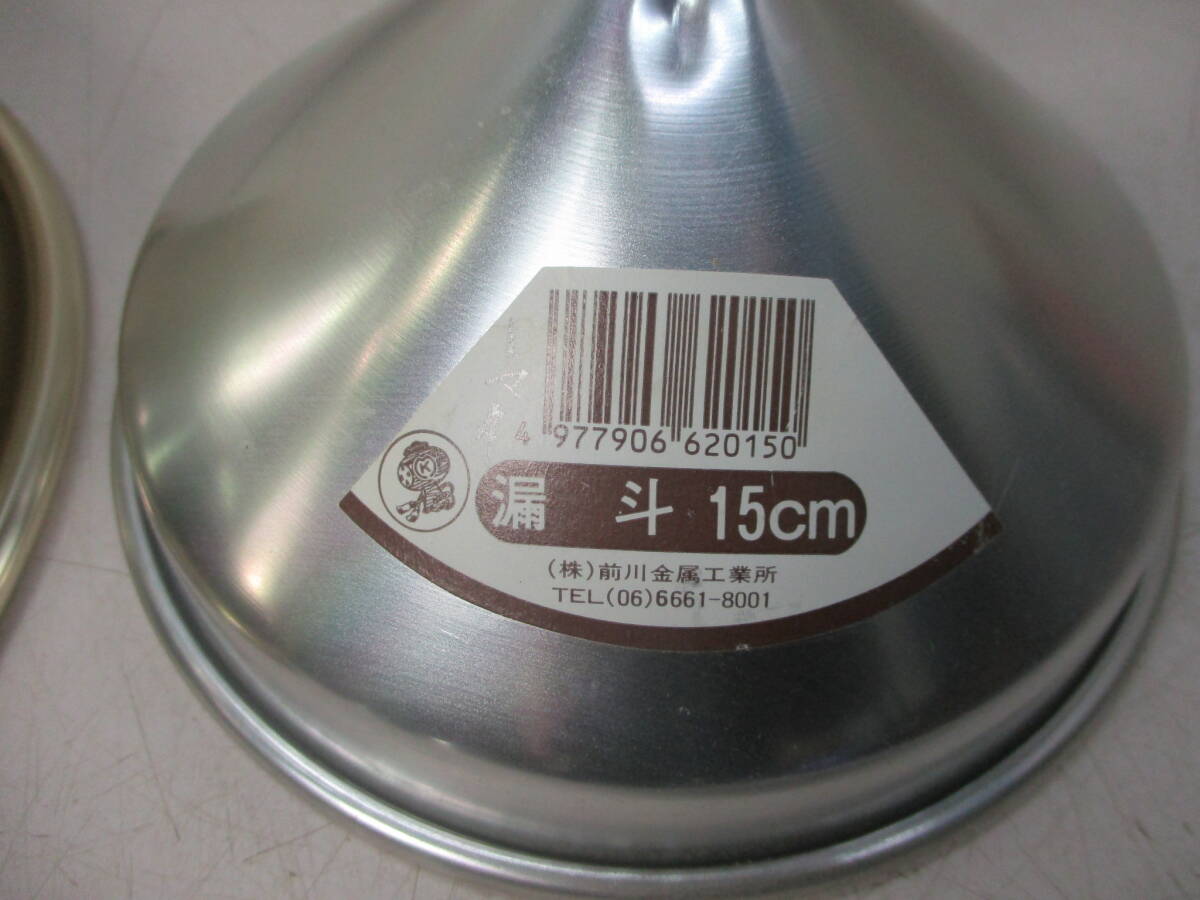 4 977906 620150
K
漏 斗 15cm
(株)前川金属工業所
TEL(06)6661-8001